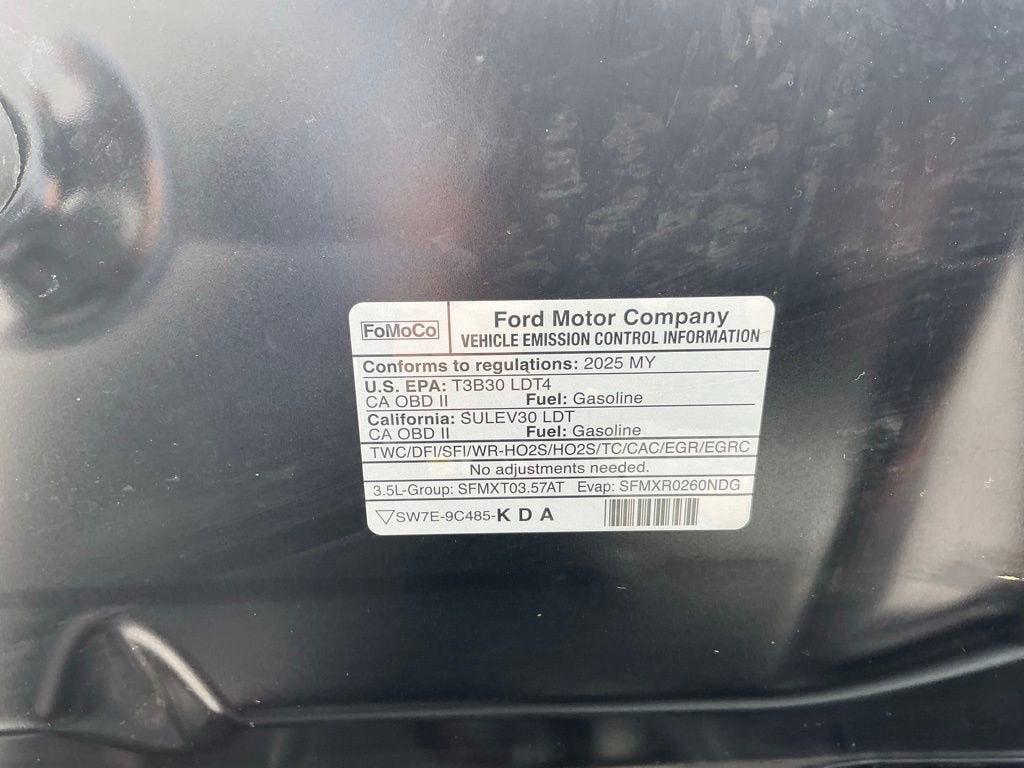 FoMoCo
Ford Motor Company
VEHICLE EMISSION CONTROL INFORMATION
Conforms to regulations: 2025 MY
U.S. EPA: T3B30 LDT4
CA OBD II Fuel: Gasoline
California: SULEV30 LDT
CA OBD II Fuel: Gasoline
TWC/DFI/SFI/WR-HO2S/HO2S/TC/CAC/EGR/EGRC
No adjustments needed.
3.5L-Group: SFMXT03.57AT Evap: SFMXR0260NDG
SW7E-9C485-K D A